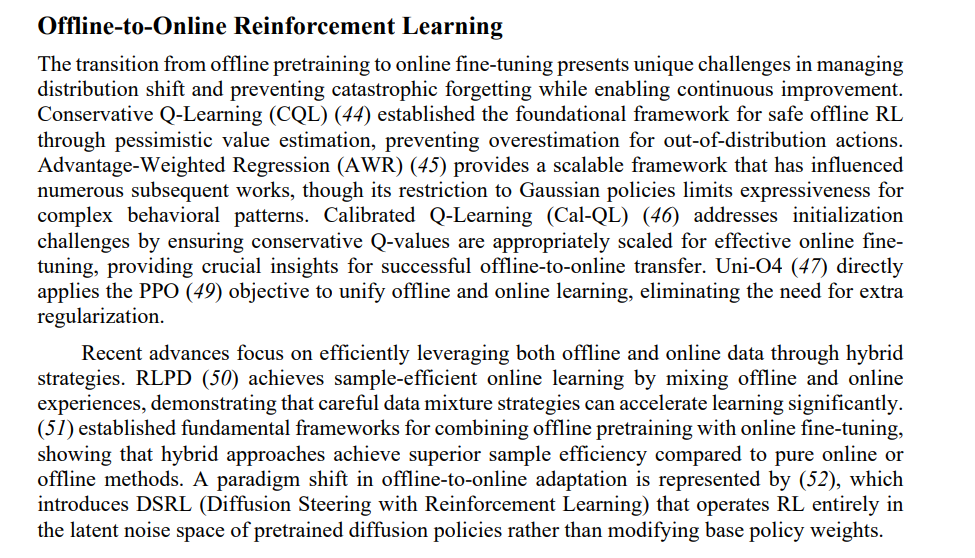 Offline-to-Online Reinforcement Learning
The transition from offline pretraining to online fine-tuning presents unique challenges in managing
distribution shift and preventing catastrophic forgetting while enabling continuous improvement.
Conservative Q-Learning (CQL) (44) established the foundational framework for safe offline RL
through pessimistic value estimation, preventing overestimation for out-of-distribution actions.
Advantage-Weighted Regression (AWR) (45) provides a scalable framework that has influenced
numerous subsequent works, though its restriction to Gaussian policies limits expressiveness for
complex behavioral patterns. Calibrated Q-Learning (Cal-QL) (46) addresses initialization
challenges by ensuring conservative Q-values are appropriately scaled for effective online fine-
tuning, providing crucial insights for successful offline-to-online transfer. Uni-O4 (47) directly
applies the PPO (49) objective to unify offline and online learning, eliminating the need for extra
regularization.
Recent advances focus on efficiently leveraging both offline and online data through hybrid
strategies. RLPD (50) achieves sample-efficient online learning by mixing offline and online
experiences, demonstrating that careful data mixture strategies can accelerate learning significantly.
(51) established fundamental frameworks for combining offline pretraining with online fine-tuning,
showing that hybrid approaches achieve superior sample efficiency compared to pure online or
offline methods. A paradigm shift in offline-to-online adaptation is represented by (52), which
introduces DSRL (Diffusion Steering with Reinforcement Learning) that operates RL entirely in
the latent noise space of pretrained diffusion policies rather than modifying base policy weights.